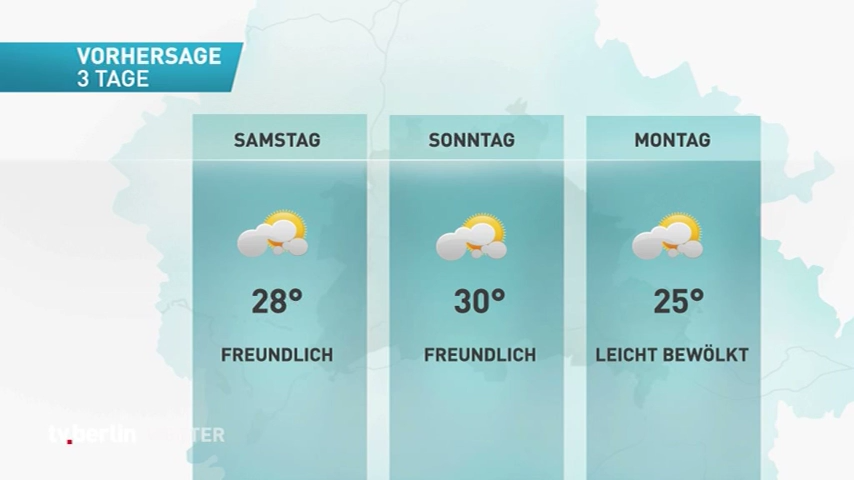 VORHERSAGE
3 TAGE
SAMSTAG
SONNTAG
MONTAG
28°
30°
25°
FREUNDLICH
FREUNDLICH
LEICHT BEWÖLKT
tv.berlin